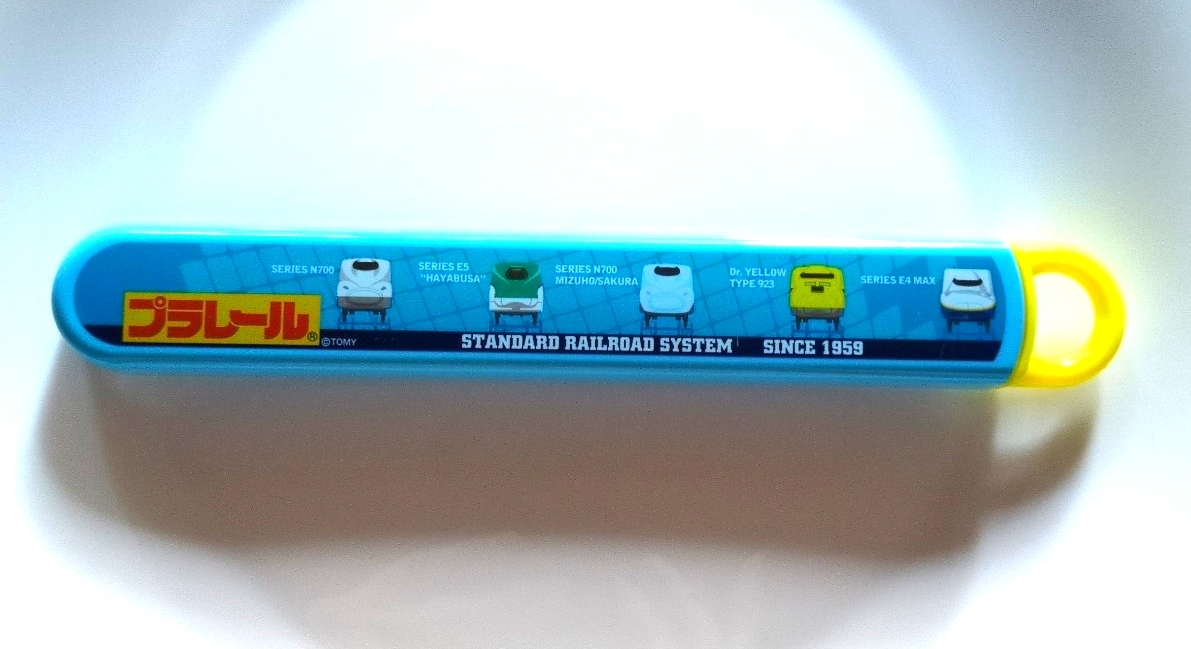 SERIES N700
SERIES E5
"HAYABUSA"
SERIES N700
MIZUHO/SAKURA
Dr. YELLOW
TYPE 923
SERIES E4 MAX
プラレール®
©TOMY
STANDARD RAILROAD SYSTEM SINCE 1959